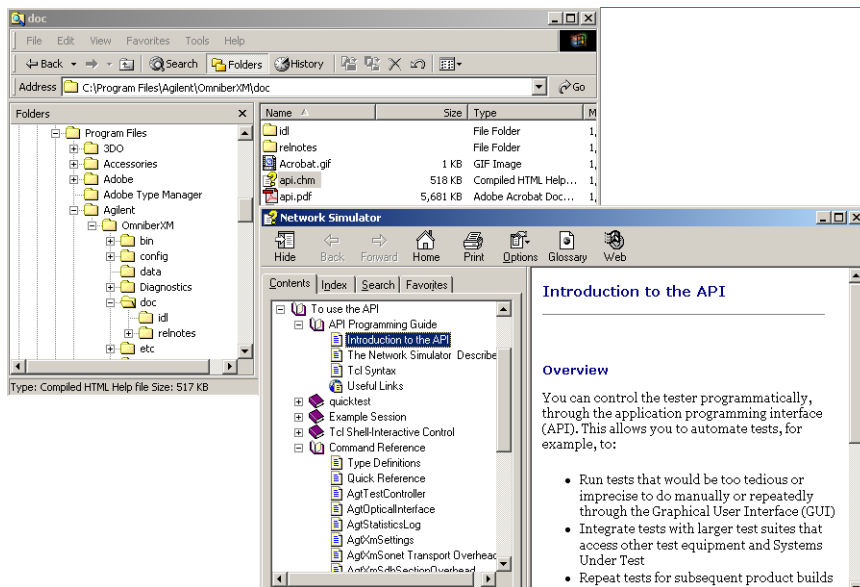 doc
File Edit View Favorites Tools Help
Back Search Folders History
Address C:\Program Files\Agilent\OmniberXM\doc Go
Folders x
Program Files
3DO
Accessories
Adobe
Adobe Type Manager
Agilent
OmniberXM
bin
config
data
Diagnostics
doc
idl
relnotes
etc
Name Size Type M
idl File Folder 1,
relnotes File Folder 1,
Acrobat.gif 1 KB GIF Image 1,
api.chm 518 KB Compiled HTML Help... 1,
api.pdf 5,681 KB Adobe Acrobat Doc... 1,
Type: Compiled HTML Help file Size: 517 KB
Network Simulator
Hide Back Forward Home Print Options Glossary Web
Contents Index Search Favorites
To use the API
API Programming Guide
Introduction to the API
The Network Simulator Describe
Tcl Syntax
Useful Links
quicktest
Example Session
Tcl Shell-Interactive Control
Command Reference
Type Definitions
Quick Reference
AgtTestController
AgtOpticalInterface
AgtStatisticsLog
AgtXmSettings
AgtXmSonet Transport Overhead
AgtXmSdhSectionOverhead
Introduction to the API
Overview
You can control the tester programmatically,
through the application programming interface
(API). This allows you to automate tests, for
example, to:
• Run tests that would be too tedious or
imprecise to do manually or repeatedly
through the Graphical User Interface (GUI)
• Integrate tests with larger test suites that
access other test equipment and Systems
Under Test
• Repeat tests for subsequent product builds